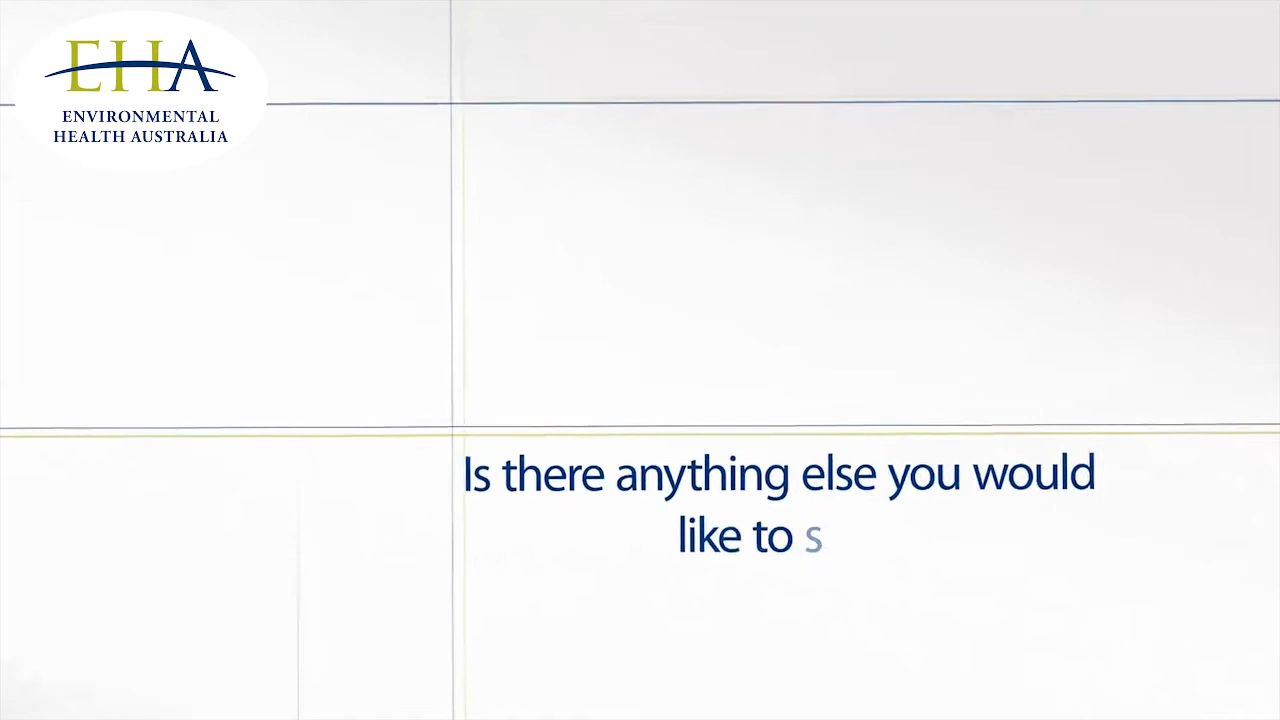 EHA
ENVIRONMENTAL
HEALTH AUSTRALIA
Is there anything else you would
like to s